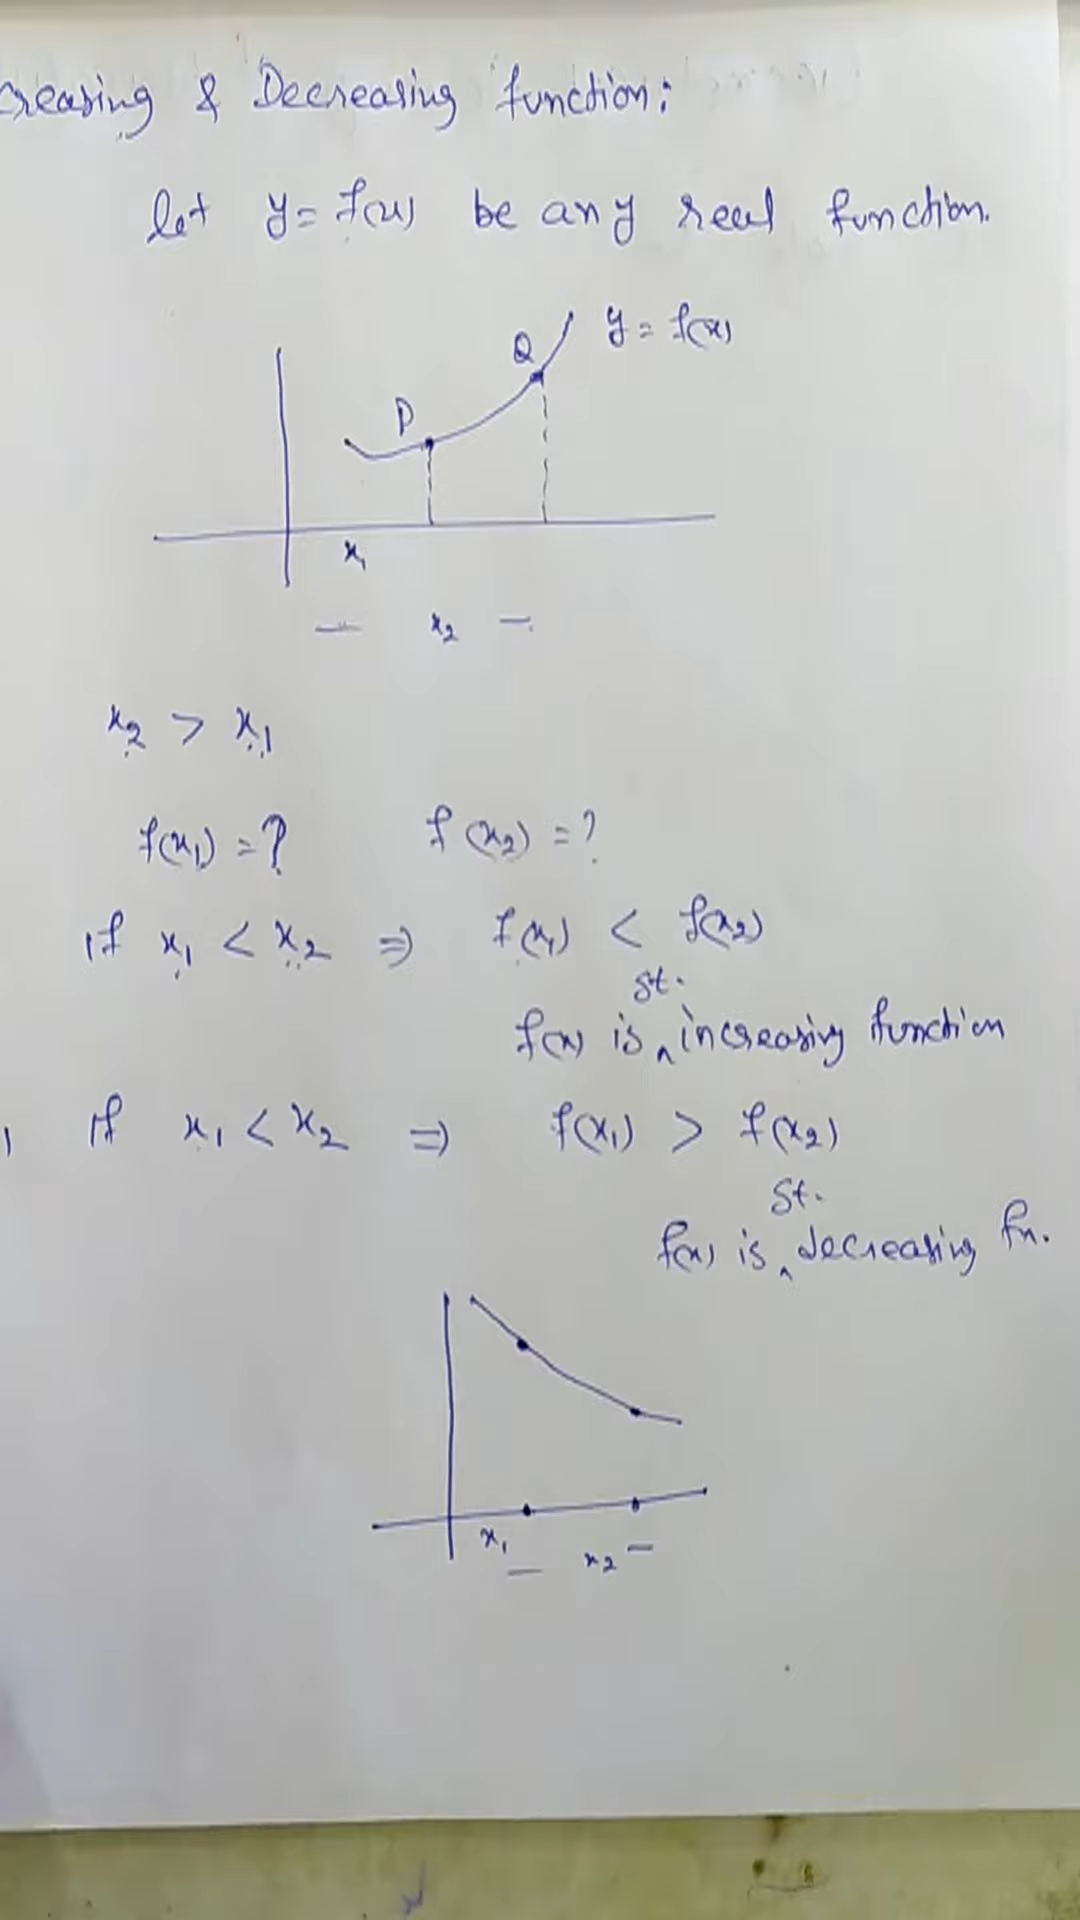 creasing & Decreasing function:
let y = f(x) be any real function.
y = f(x)
Q
P
x₁
— x₂ —
x₂ > x₁
f(x₁) = ? f(x₂) = ?
if x₁ < x₂ ⇒ f(x₁) < f(x₂)
st.
f(x) is ^ increasing function
if x₁ < x₂ ⇒ f(x₁) > f(x₂)
St.
f(x) is ^ decreasing fn.
x₁
— x₂ —